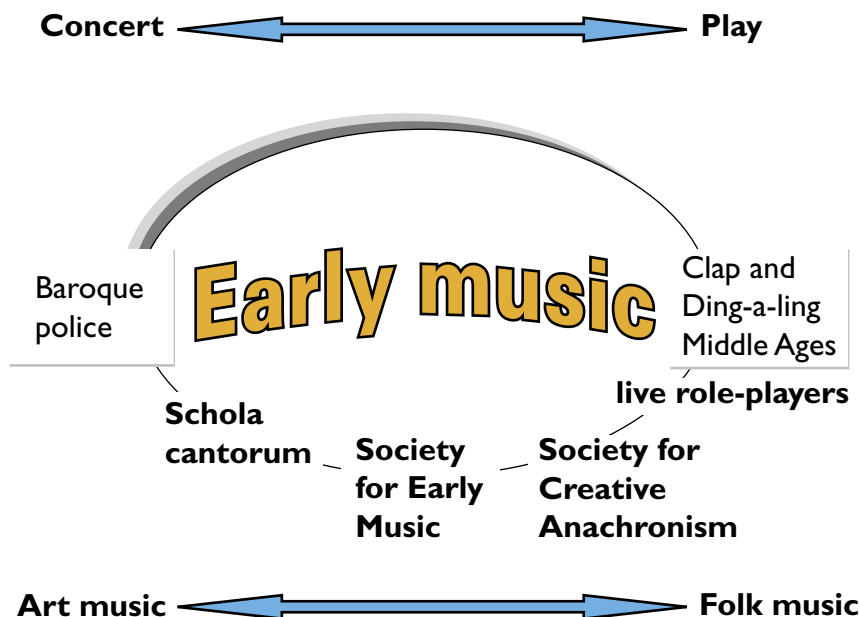 Concert
Play
Early music
Baroque
police
Clap and
Ding-a-ling
Middle Ages
live role-players
Schola
cantorum
Society
for Early
Music
Society for
Creative
Anachronism
Art music
Folk music